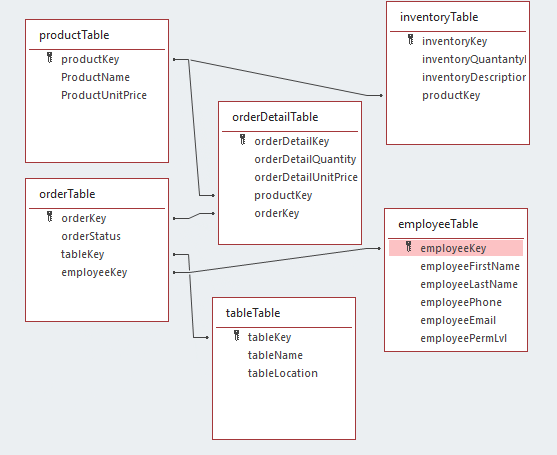 productTable
productKey
ProductName
ProductUnitPrice
inventoryTable
inventoryKey
inventoryQuantantyl
inventoryDescription
productKey
orderDetailTable
orderDetailKey
orderDetailQuantity
orderDetailUnitPrice
productKey
orderKey
orderTable
orderKey
orderStatus
tableKey
employeeKey
employeeTable
employeeKey
employeeFirstName
employeeLastName
employeePhone
employeeEmail
employeePermLvl
tableTable
tableKey
tableName
tableLocation